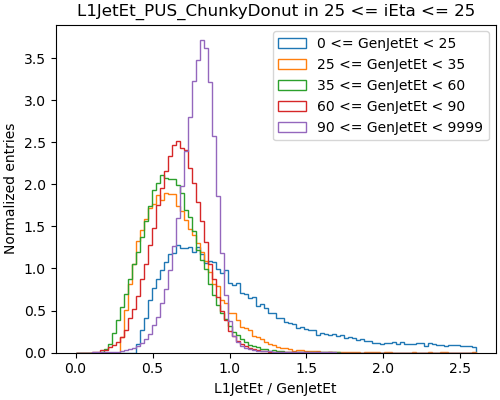 L1JetEt_PUS_ChunkyDonut in 25 <= iEta <= 25
0 <= GenJetEt < 25
25 <= GenJetEt < 35
35 <= GenJetEt < 60
60 <= GenJetEt < 90
90 <= GenJetEt < 9999
Normalized entries
3.5
3.0
2.5
2.0
1.5
1.0
0.5
0.0
0.0 0.5 1.0 1.5 2.0 2.5
L1JetEt / GenJetEt